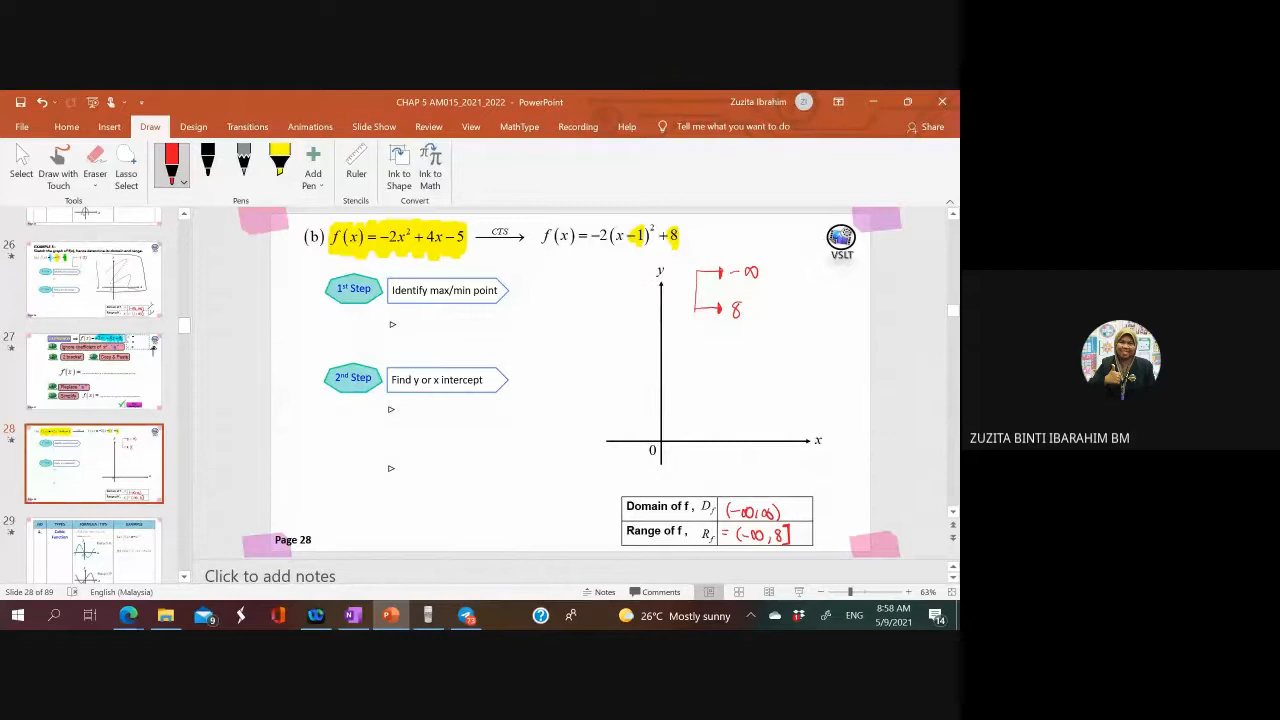 CHAP 5 AM015_2021_2022 - PowerPoint
Zuzita Ibrahim ZI
File Home Insert Draw Design Transitions Animations Slide Show Review View MathType Recording Help Tell me what you want to do Share
Select Draw with Touch Eraser Lasso Select Add Pen Ruler Ink to Shape Ink to Math
Tools Pens Stencils Convert
26
27
28
29
(b) f(x) = −2x² + 4x − 5 CTS→ f(x) = −2(x − 1)² + 8
VSLT
1st Step Identify max/min point
y
−∞
8
2nd Step Find y or x intercept
0 x
Domain of f , D_f (−∞,∞)
Range of f , R_f = (−∞, 8]
Page 28
Click to add notes
Slide 28 of 89 English (Malaysia) Notes Comments 63%
26°C Mostly sunny ENG 8:58 AM
5/9/2021 14
ZUZITA BINTI IBARAHIM BM